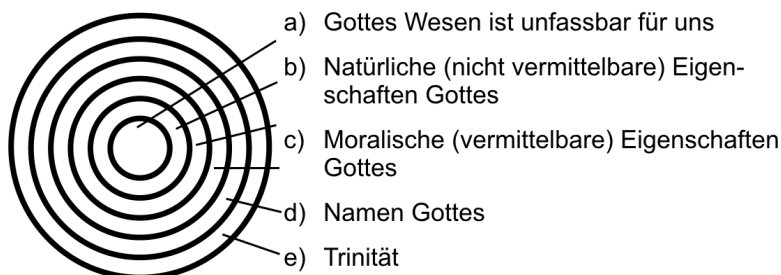 a) Gottes Wesen ist unfassbar für uns
b) Natürliche (nicht vermittelbare) Eigen-
schaften Gottes
c) Moralische (vermittelbare) Eigenschaften
Gottes
d) Namen Gottes
e) Trinität